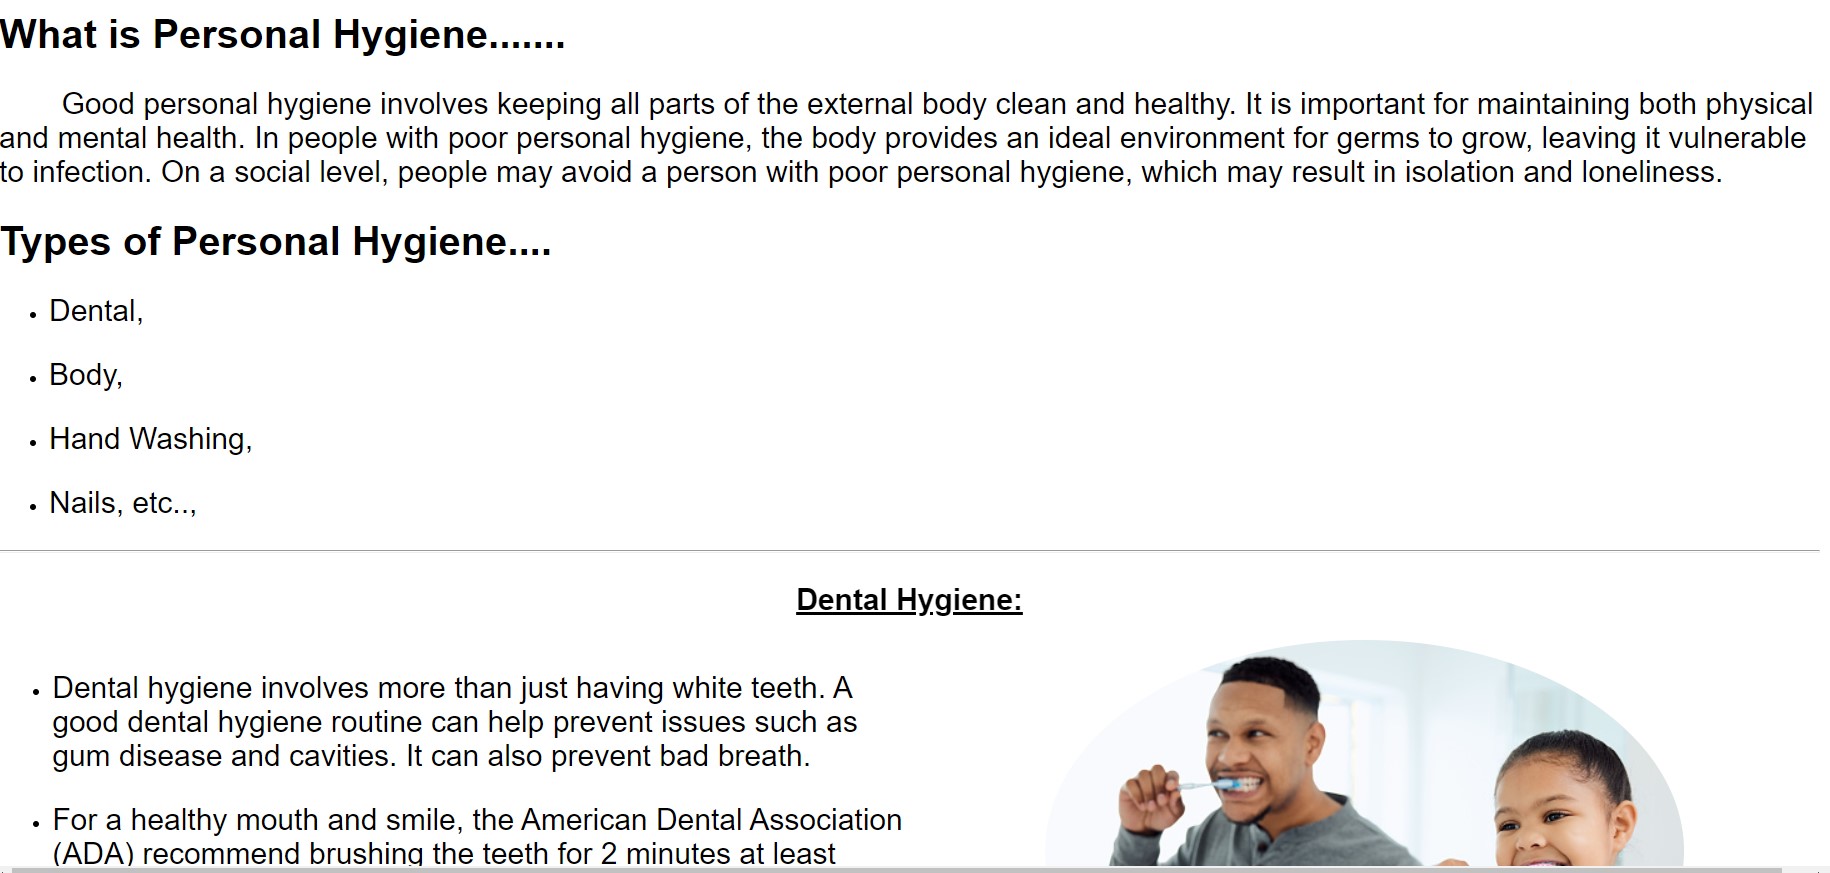 What is Personal Hygiene.......
Good personal hygiene involves keeping all parts of the external body clean and healthy. It is important for maintaining both physical
and mental health. In people with poor personal hygiene, the body provides an ideal environment for germs to grow, leaving it vulnerable
to infection. On a social level, people may avoid a person with poor personal hygiene, which may result in isolation and loneliness.
Types of Personal Hygiene....
• Dental,
• Body,
• Hand Washing,
• Nails, etc..,
Dental Hygiene:
• Dental hygiene involves more than just having white teeth. A
good dental hygiene routine can help prevent issues such as
gum disease and cavities. It can also prevent bad breath.
• For a healthy mouth and smile, the American Dental Association
(ADA) recommend brushing the teeth for 2 minutes at least